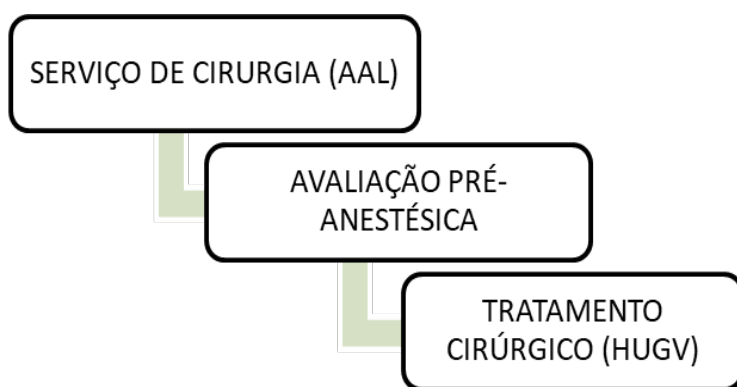 SERVIÇO DE CIRURGIA (AAL)
AVALIAÇÃO PRÉ-
ANESTÉSICA
TRATAMENTO
CIRÚRGICO (HUGV)